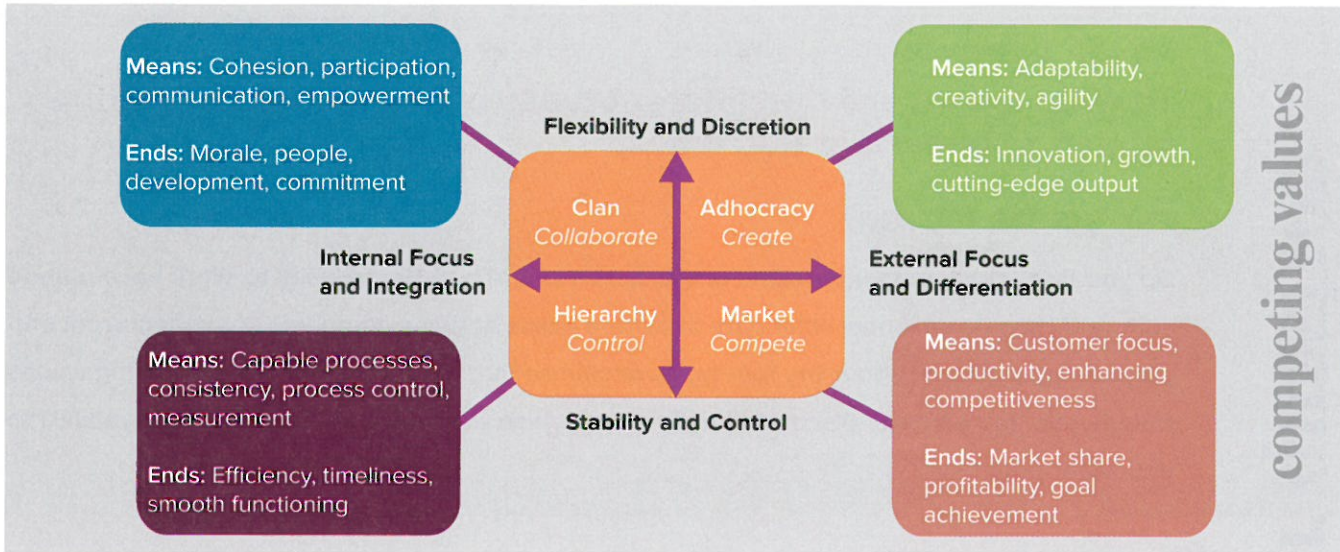 Means: Cohesion, participation,
communication, empowerment
Ends: Morale, people,
development, commitment
Means: Adaptability,
creativity, agility
Ends: Innovation, growth,
cutting-edge output
Flexibility and Discretion
Clan
Collaborate
Adhocracy
Create
Internal Focus
and Integration
External Focus
and Differentiation
Hierarchy
Control
Market
Compete
Stability and Control
Means: Capable processes,
consistency, process control,
measurement
Ends: Efficiency, timeliness,
smooth functioning
Means: Customer focus,
productivity, enhancing
competitiveness
Ends: Market share,
profitability, goal
achievement
competing values